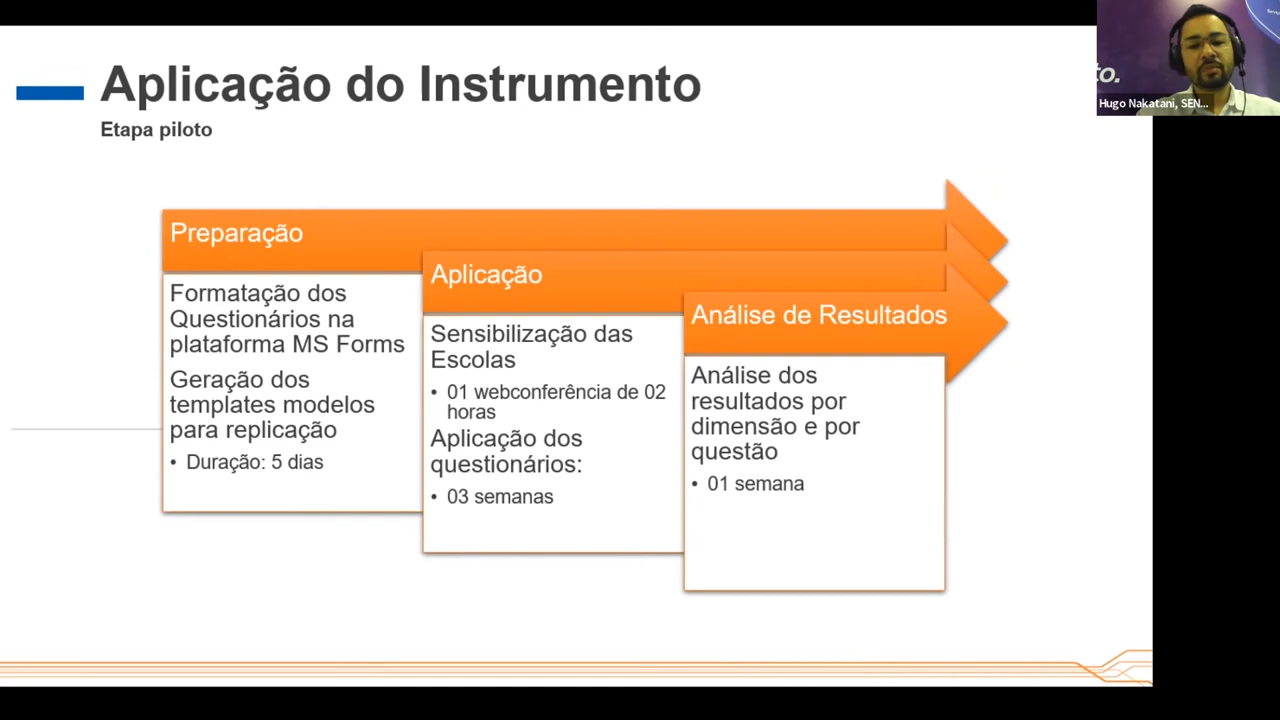 Aplicação do Instrumento
Etapa piloto
to.
Hugo Nakatani, SEN...
Preparação
Formatação dos
Questionários na
plataforma MS Forms
Geração dos
templates modelos
para replicação
• Duração: 5 dias
Aplicação
Sensibilização das
Escolas
• 01 webconferência de 02
horas
Aplicação dos
questionários:
• 03 semanas
Análise de Resultados
Análise dos
resultados por
dimensão e por
questão
• 01 semana